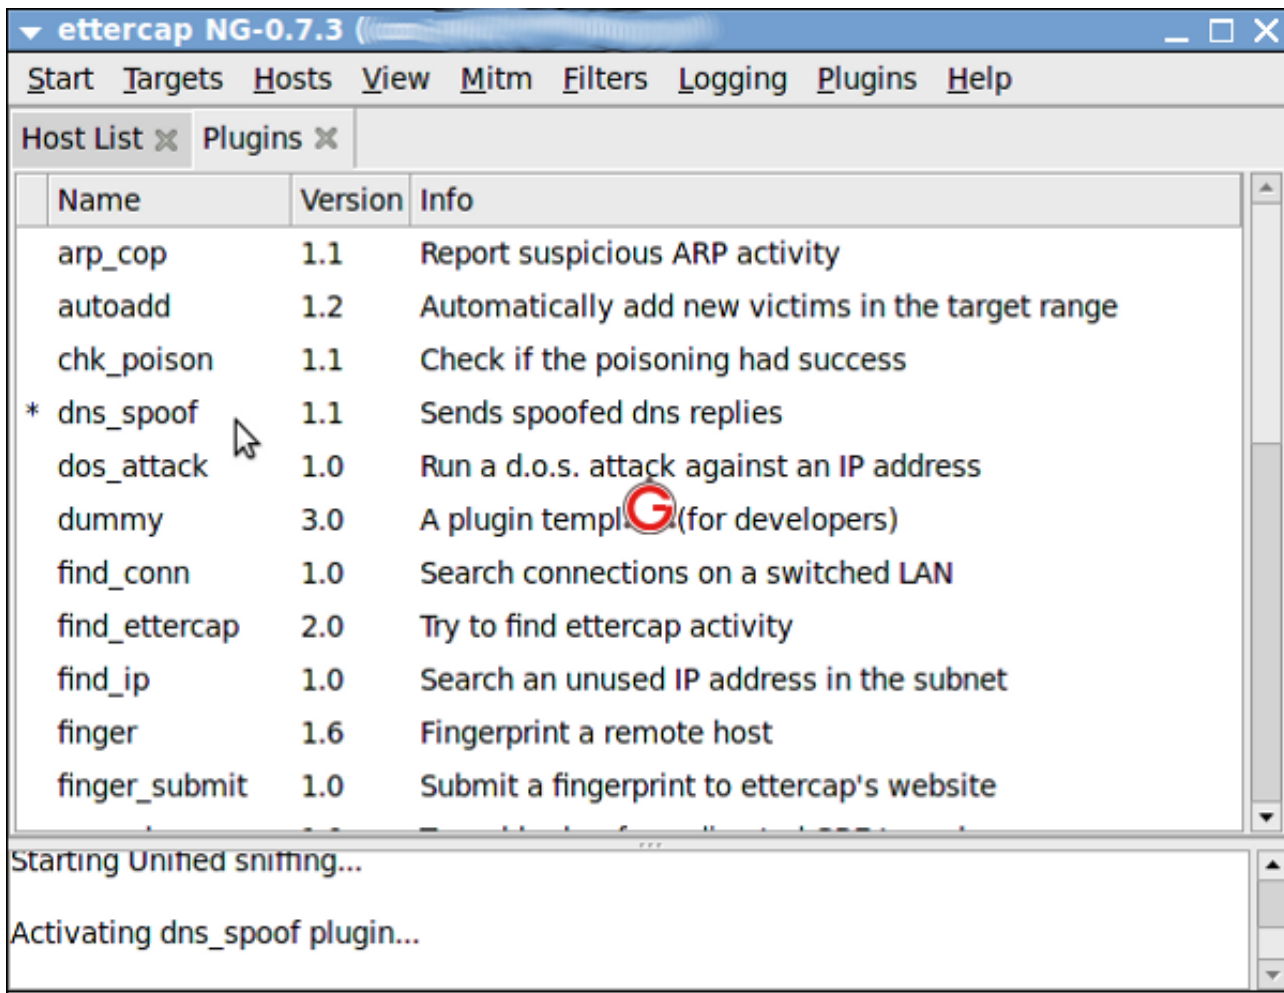 ettercap NG-0.7.3 (
Start Targets Hosts View Mitm Filters Logging Plugins Help
Host List Plugins
Name Version Info
arp_cop 1.1 Report suspicious ARP activity
autoadd 1.2 Automatically add new victims in the target range
chk_poison 1.1 Check if the poisoning had success
* dns_spoof 1.1 Sends spoofed dns replies
dos_attack 1.0 Run a d.o.s. attack against an IP address
dummy 3.0 A plugin (for developers)
find_conn 1.0 Search connections on a switched LAN
find_ettercap 2.0 Try to find ettercap activity
find_ip 1.0 Search an unused IP address in the subnet
finger 1.6 Fingerprint a remote host
finger_submit 1.0 Submit a fingerprint to ettercap's website
Starting Unified sniffing...
Activating dns_spoof plugin...
G